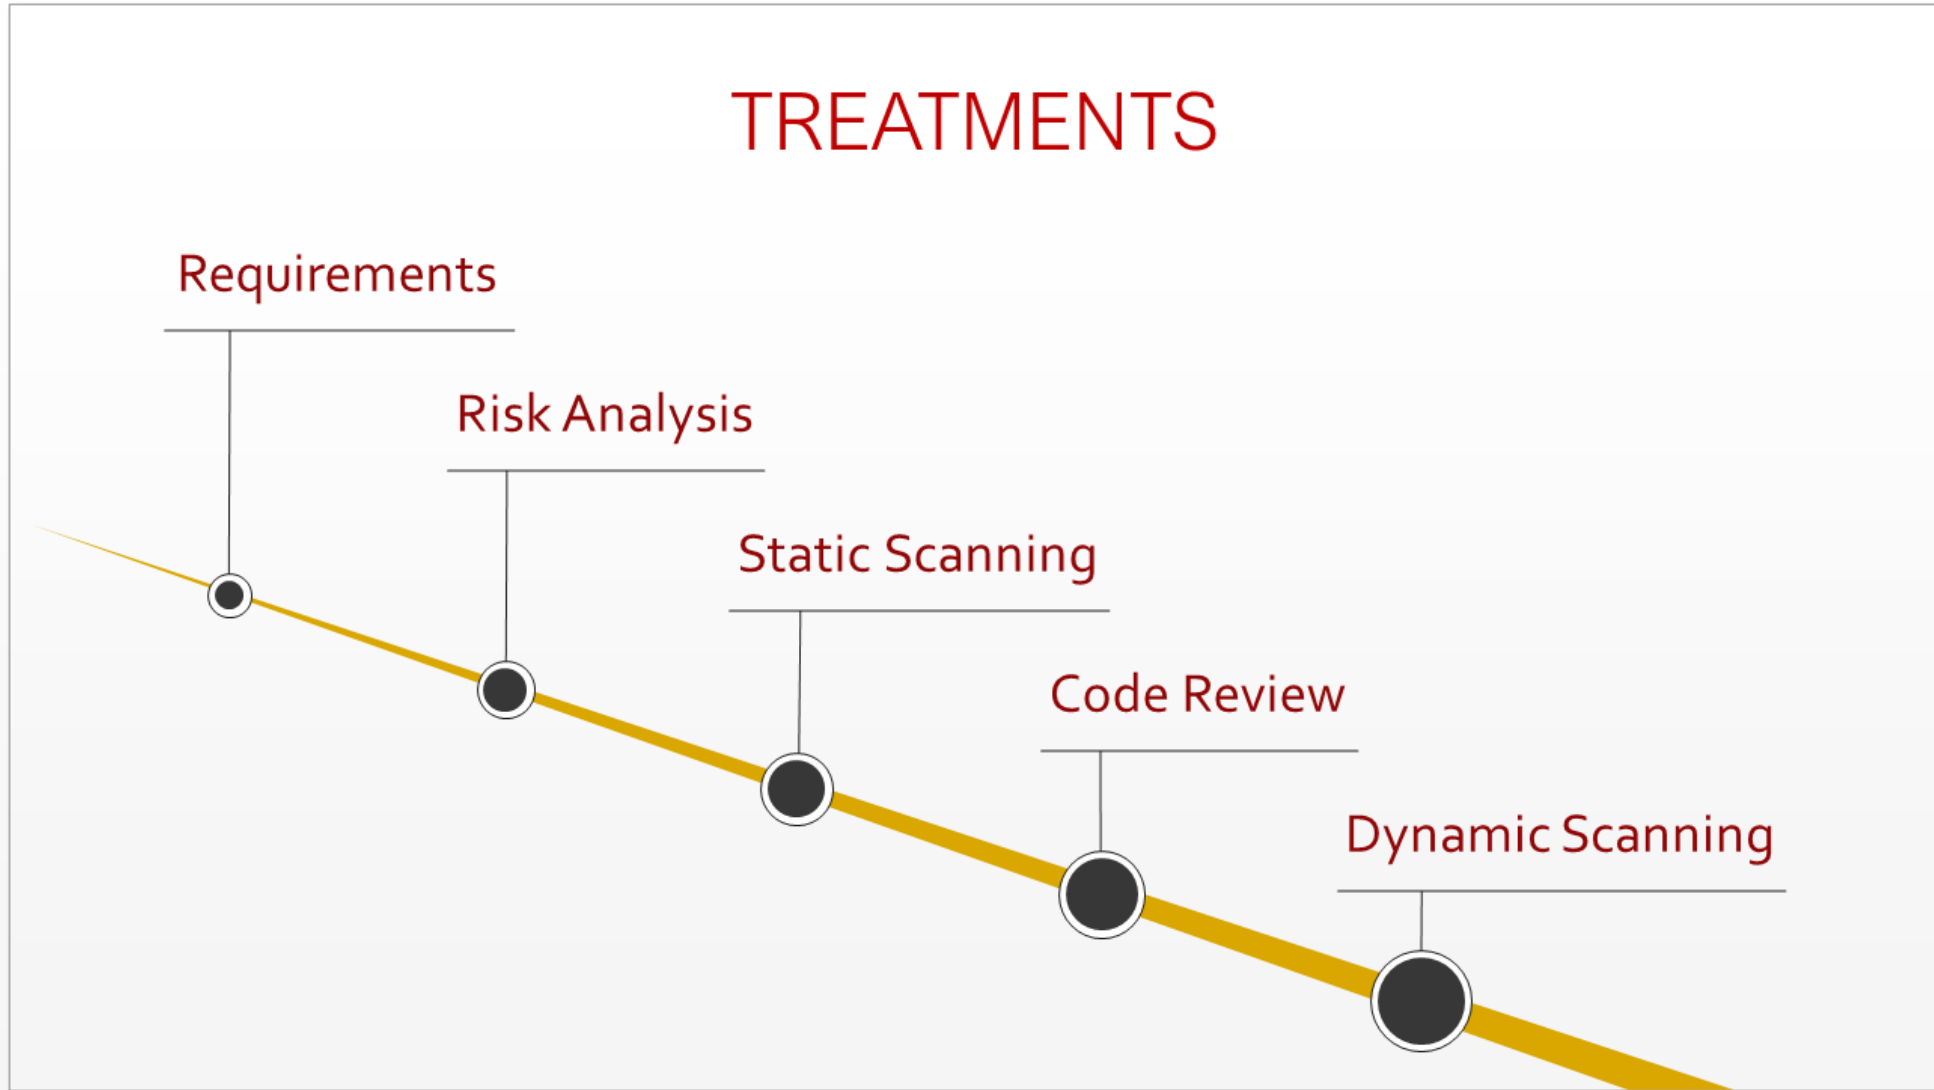 TREATMENTS
Requirements
Risk Analysis
Static Scanning
Code Review
Dynamic Scanning